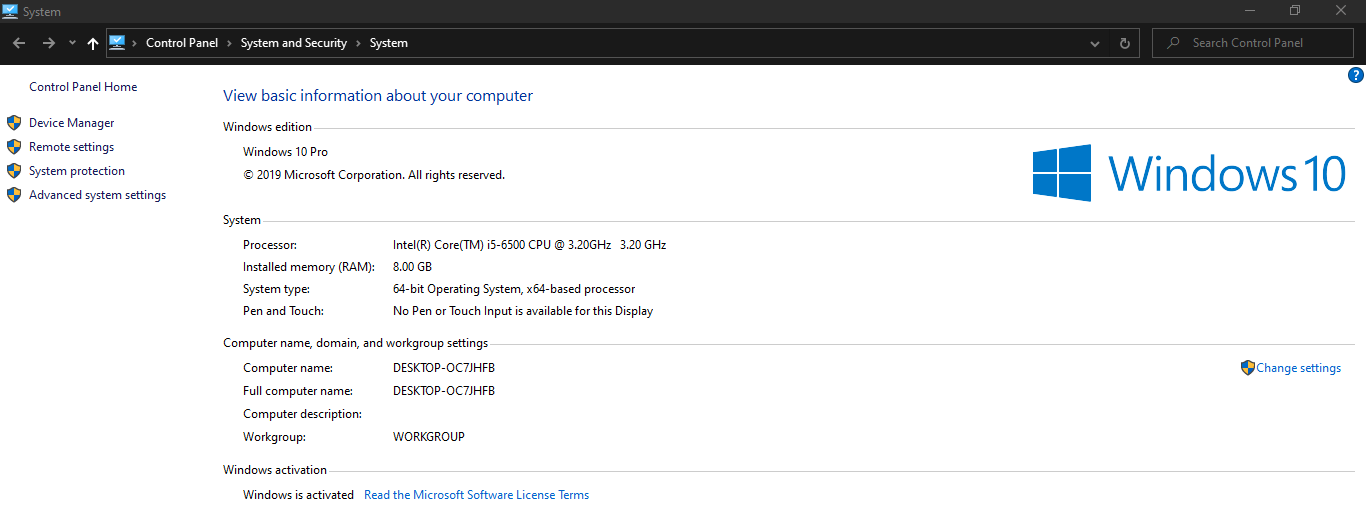 System
Control Panel > System and Security > System
Search Control Panel
?
Control Panel Home
Device Manager
Remote settings
System protection
Advanced system settings
View basic information about your computer
Windows edition
Windows 10 Pro
© 2019 Microsoft Corporation. All rights reserved.
Windows 10
System
Processor: Intel(R) Core(TM) i5-6500 CPU @ 3.20GHz 3.20 GHz
Installed memory (RAM): 8.00 GB
System type: 64-bit Operating System, x64-based processor
Pen and Touch: No Pen or Touch Input is available for this Display
Computer name, domain, and workgroup settings
Computer name: DESKTOP-OC7JHFB
Change settings
Full computer name: DESKTOP-OC7JHFB
Computer description:
Workgroup: WORKGROUP
Windows activation
Windows is activated Read the Microsoft Software License Terms